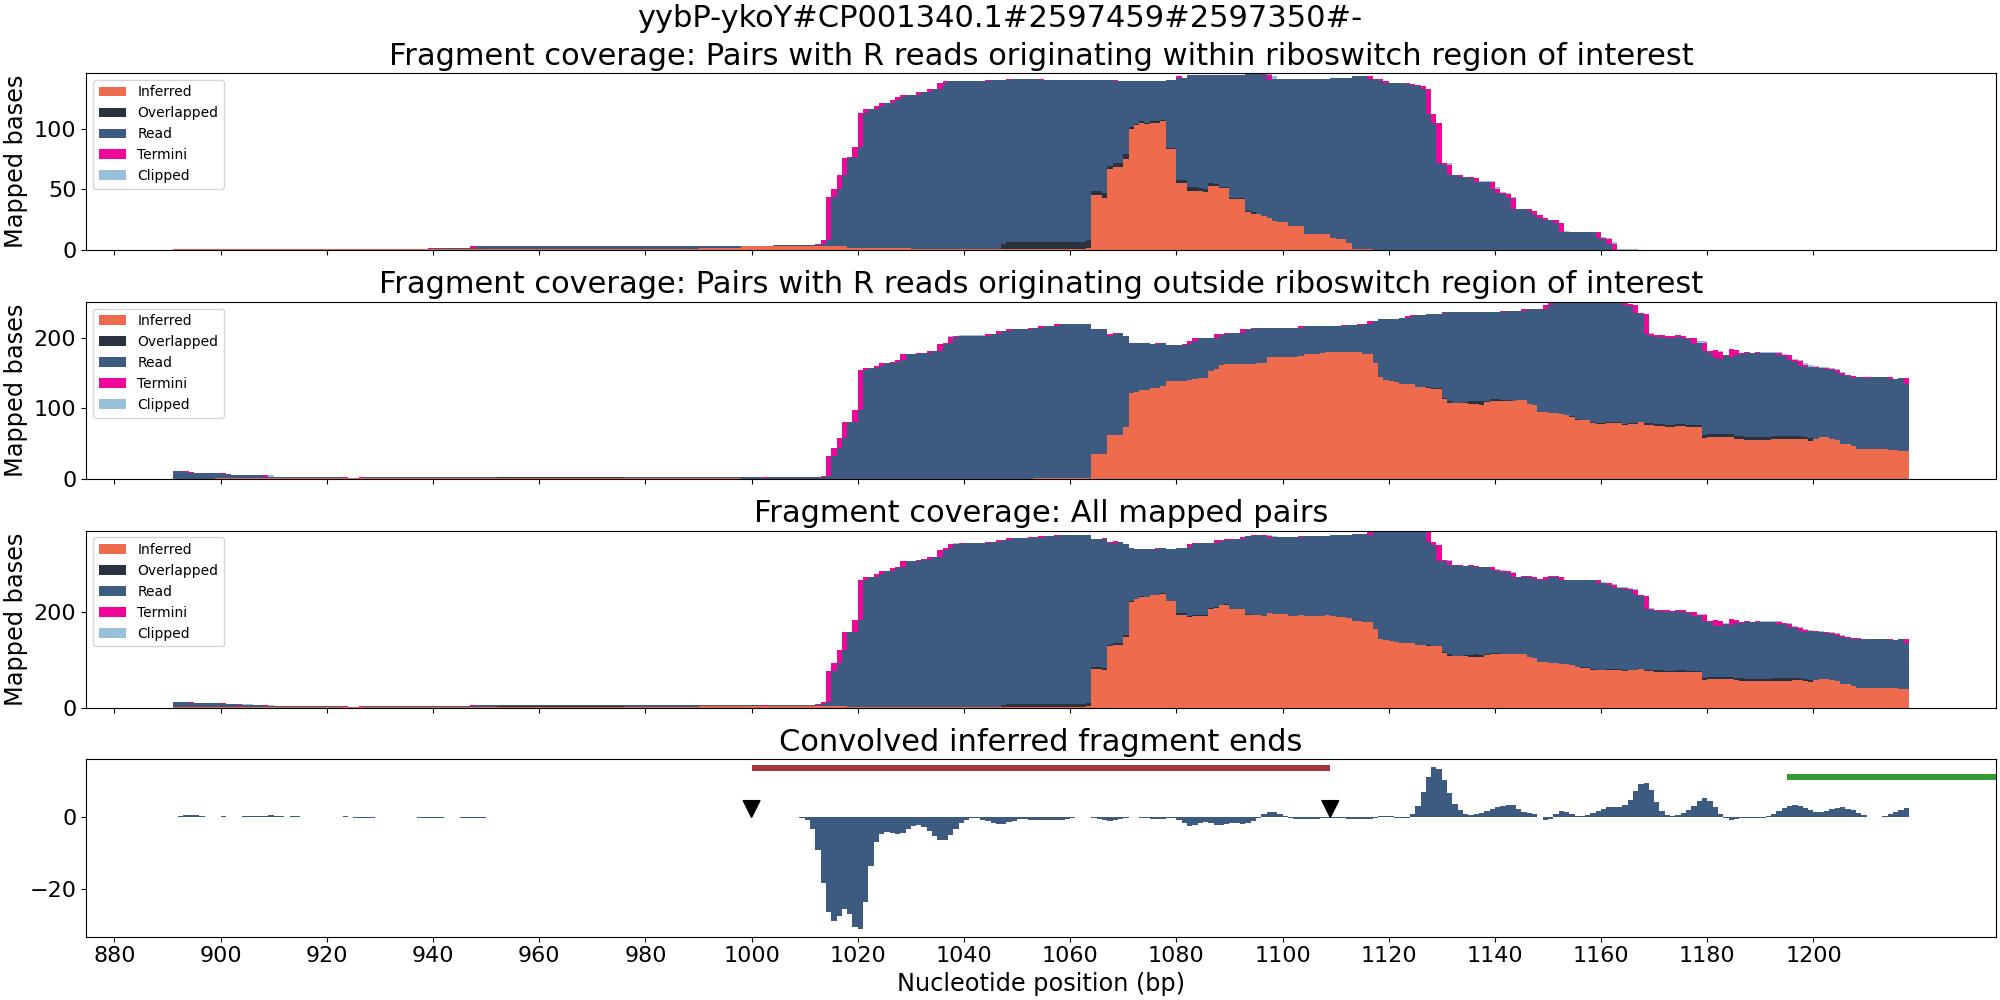 yybP-ykoY#CP001340.1#2597459#2597350#-
Fragment coverage: Pairs with R reads originating within riboswitch region of interest
Mapped bases
100
50
0
Inferred
Overlapped
Read
Termini
Clipped
Fragment coverage: Pairs with R reads originating outside riboswitch region of interest
Mapped bases
200
100
0
Inferred
Overlapped
Read
Termini
Clipped
Fragment coverage: All mapped pairs
Mapped bases
200
0
Inferred
Overlapped
Read
Termini
Clipped
Convolved inferred fragment ends
0
−20
880 900 920 940 960 980 1000 1020 1040 1060 1080 1100 1120 1140 1160 1180 1200
Nucleotide position (bp)